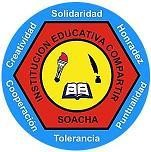 Solidaridad
Creatividad
Honradez
INSTITUCION EDUCATIVA COMPARTIR
SOACHA
Cooperación
Puntualidad
Tolerancia